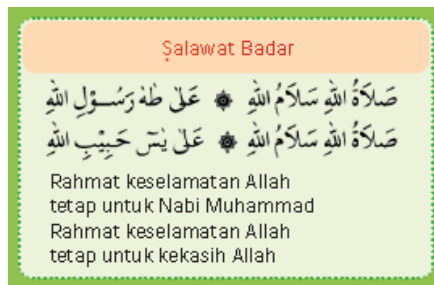 Ṣalawat Badar
صَلَاةُ اللهِ سَلَامُ اللهِ ۞ عَلَى طٰهٰ رَسُوْلِ اللهِ
صَلَاةُ اللهِ سَلَامُ اللهِ ۞ عَلَى يٰسٓ حَبِيْبِ اللهِ
Rahmat keselamatan Allah
tetap untuk Nabi Muhammad
Rahmat keselamatan Allah
tetap untuk kekasih Allah